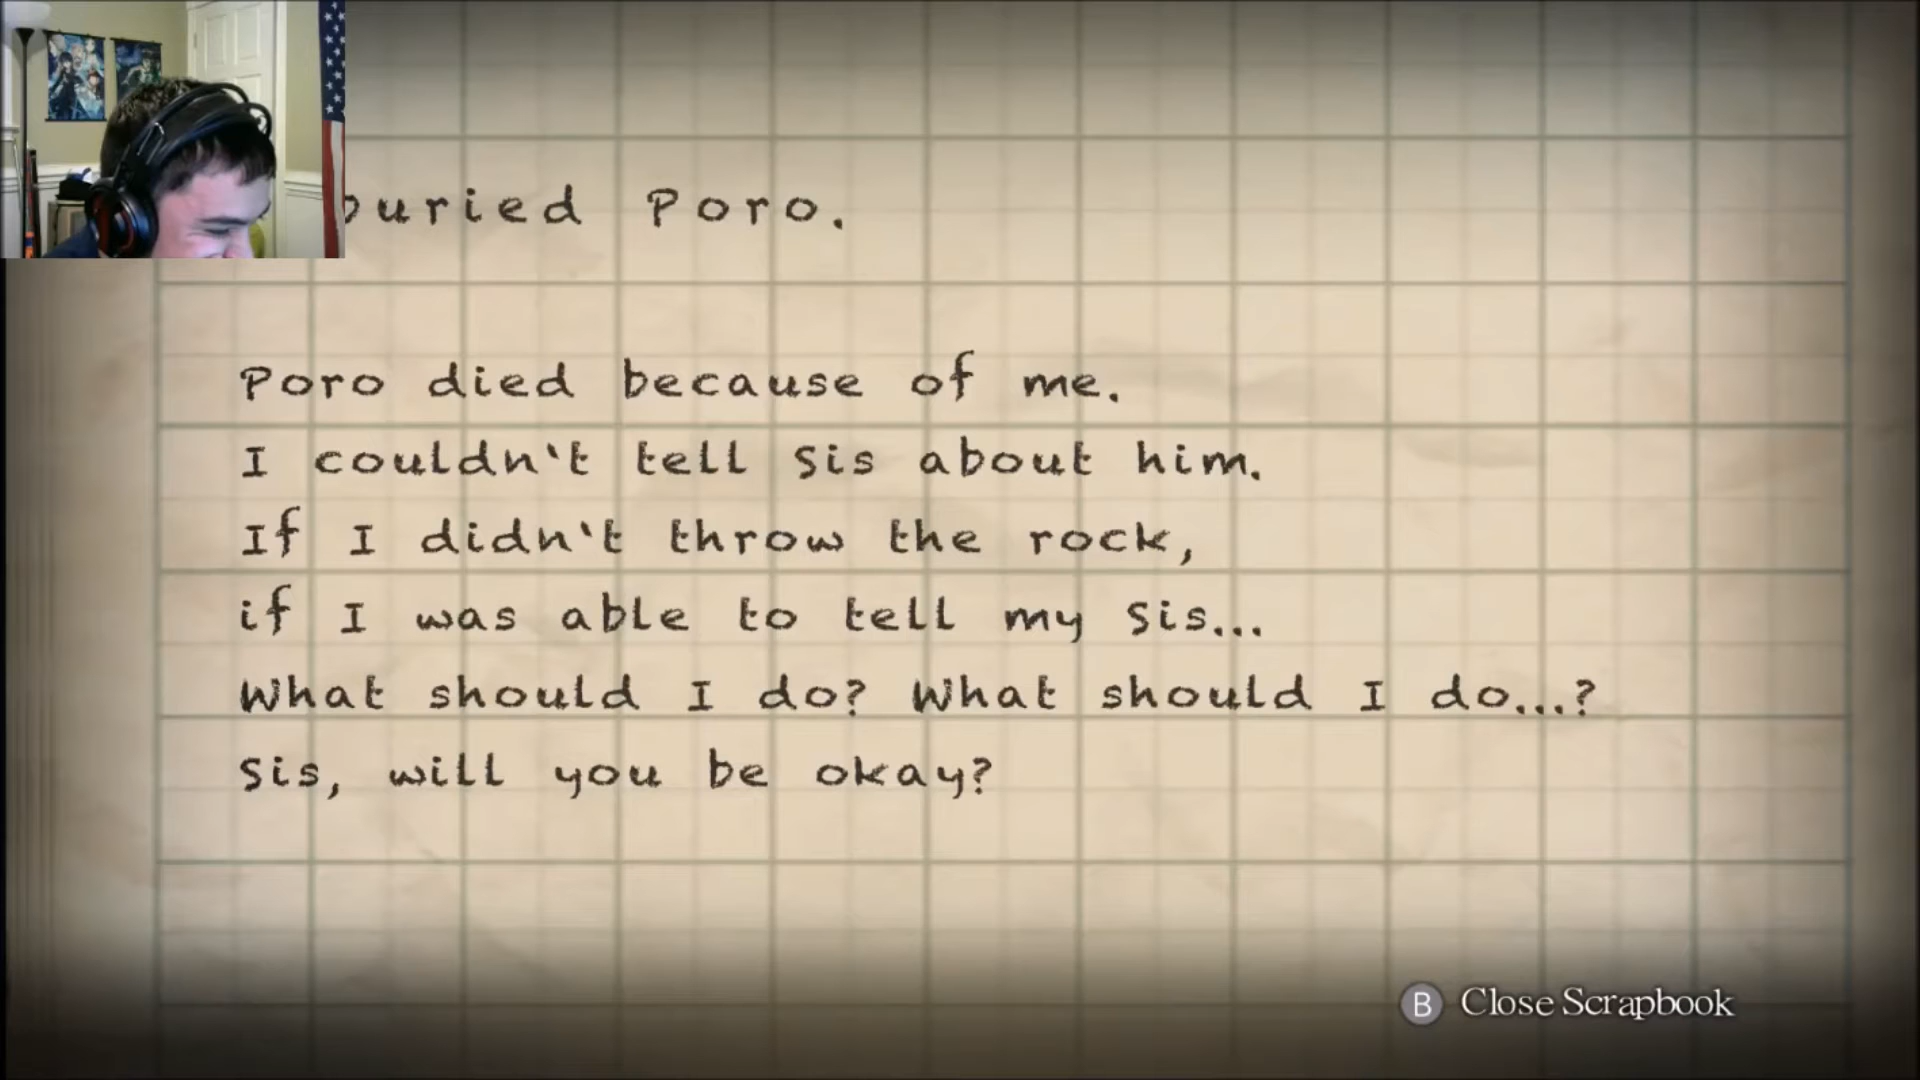 Poro.
Poro died because of me.
I couldn't tell Sis about him.
If I didn't throw the rock,
if I was able to tell my Sis...
What should I do? What should I do...?
Sis, will you be okay?
B Close Scrapbook